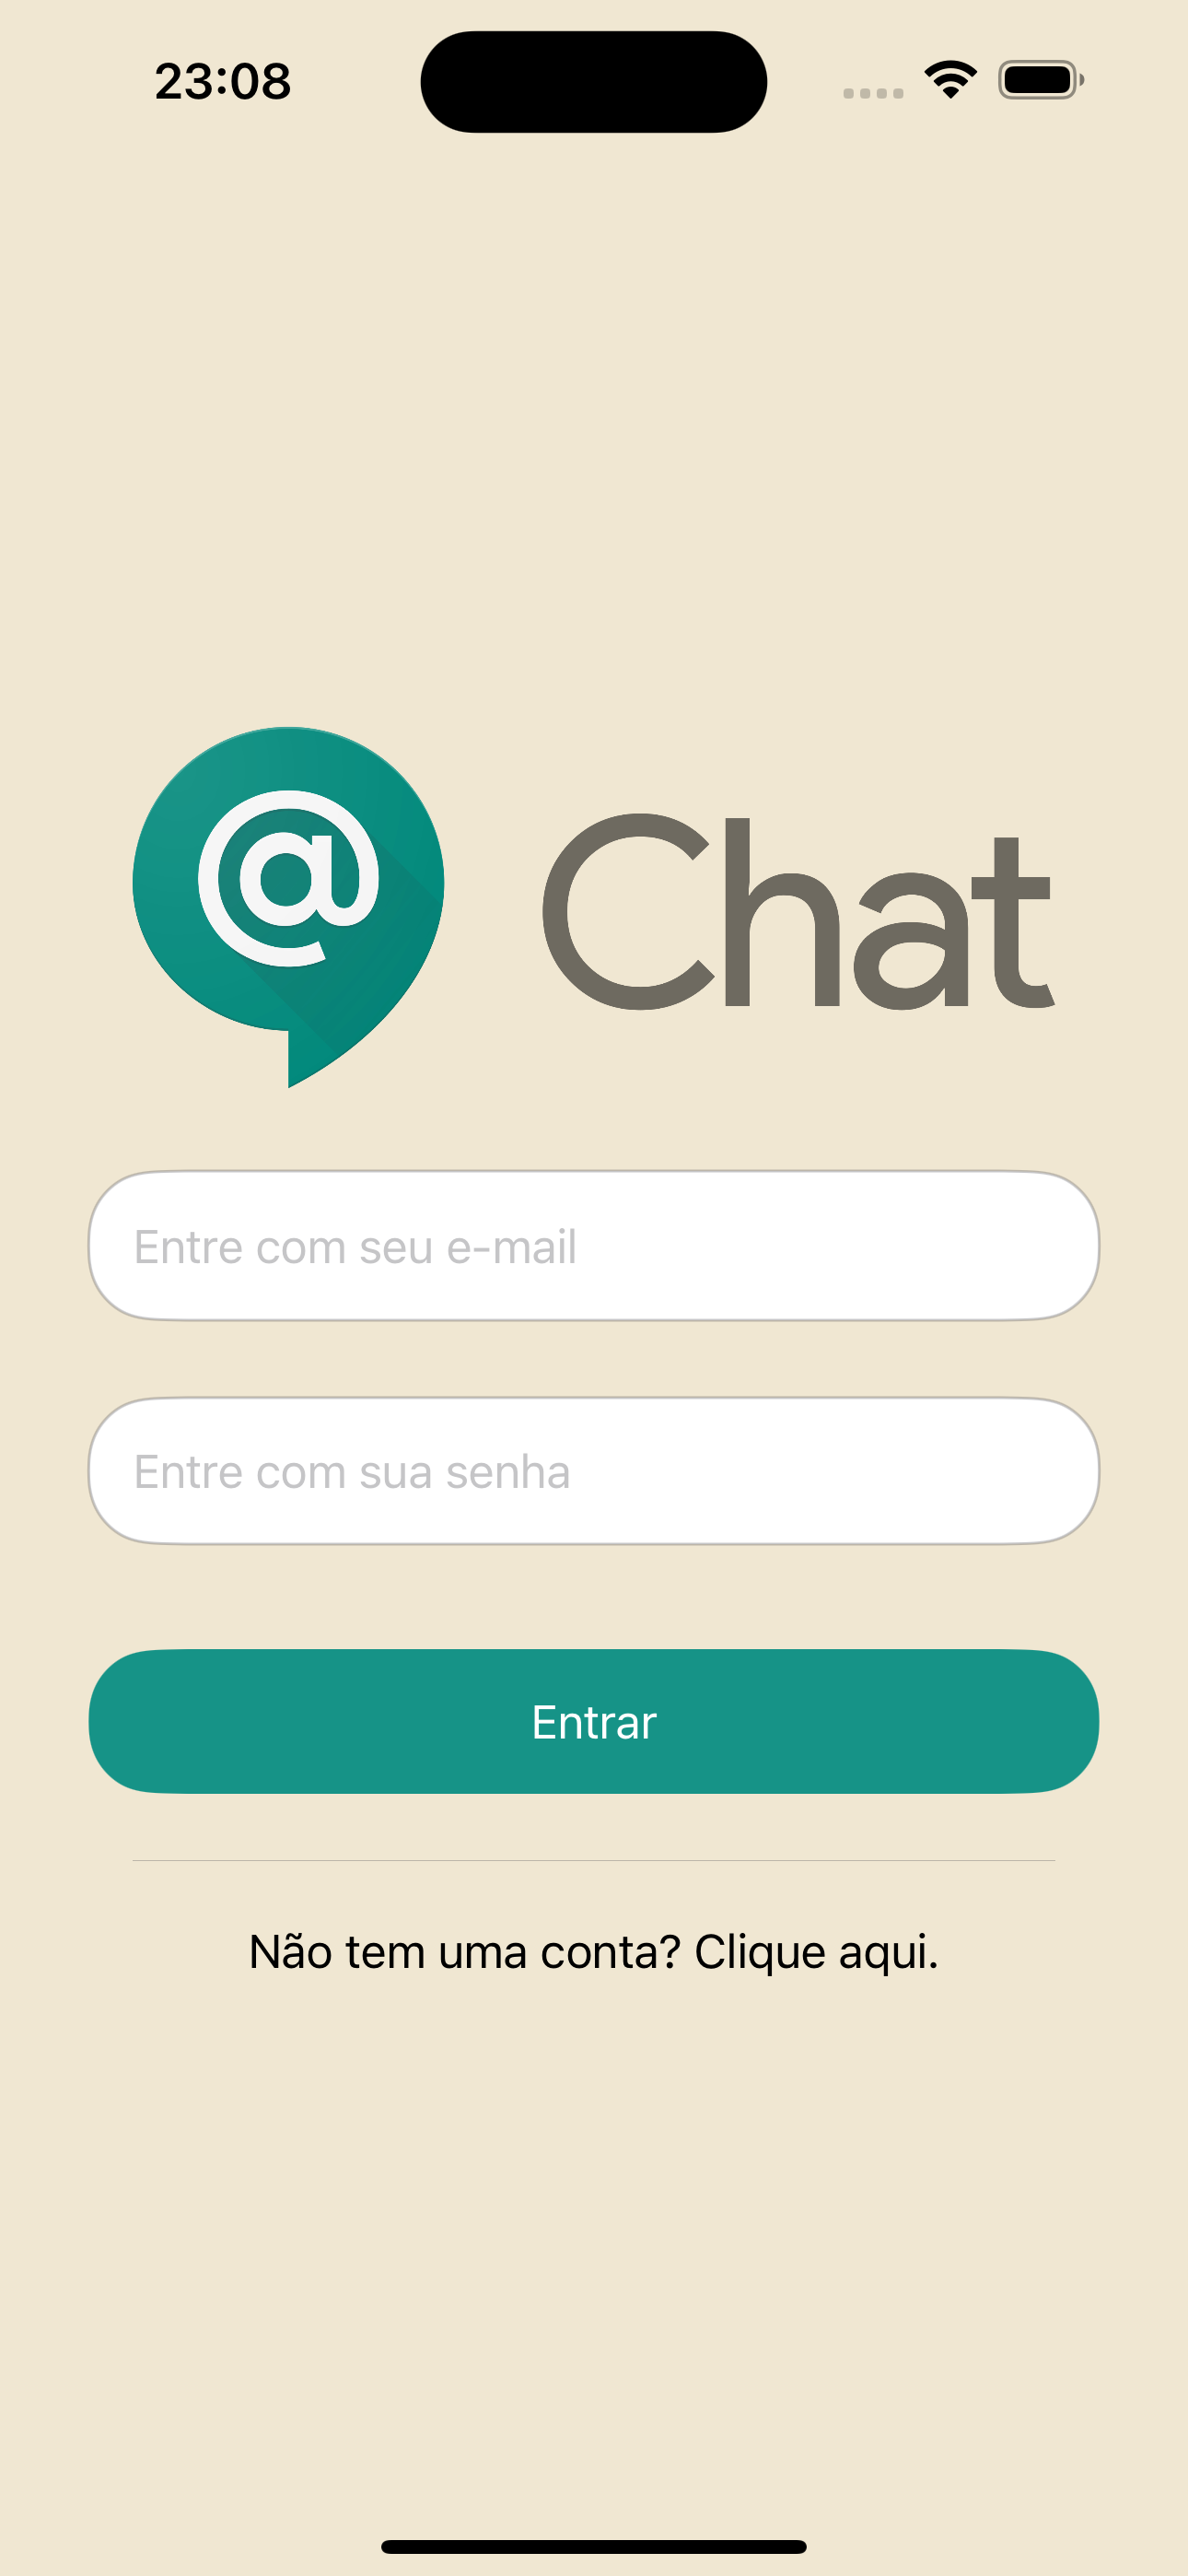 23:08
@ Chat
Entre com seu e-mail
Entre com sua senha
Entrar
Não tem uma conta? Clique aqui.